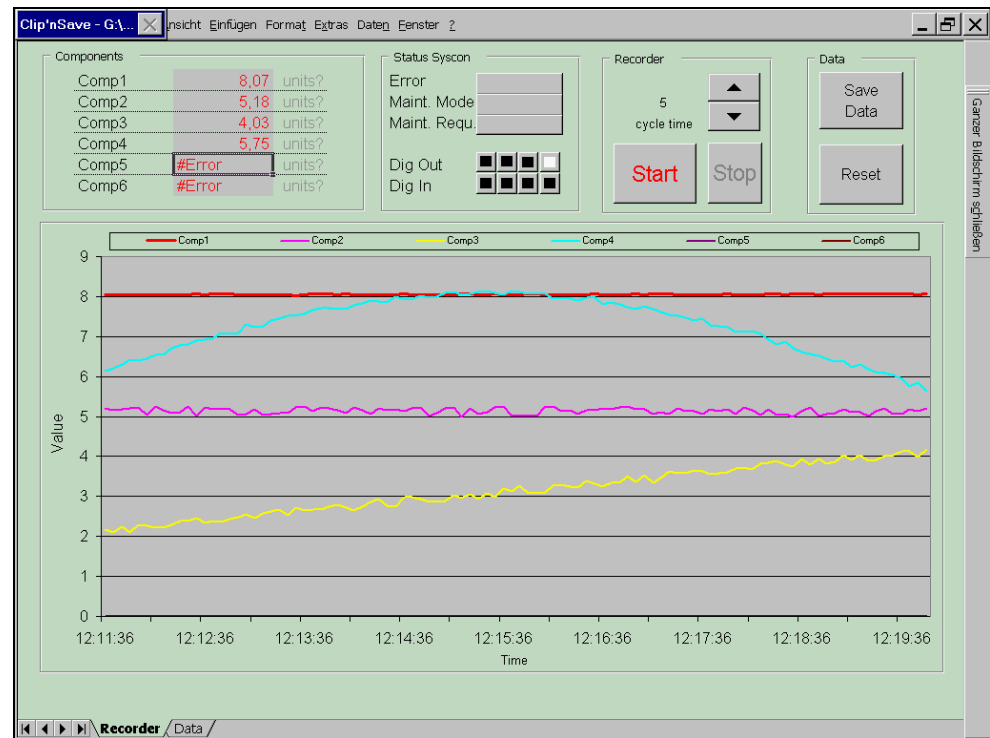 Clip'nSave - G:\... nsicht Einfügen Format Extras Daten Fenster ?
Components
Comp1 8,07 units?
Comp2 5,18 units?
Comp3 4,03 units?
Comp4 5,75 units?
Comp5 #Error units?
Comp6 #Error units?
Status Syscon
Error
Maint. Mode
Maint. Requ.
Dig Out
Dig In
Recorder
5
cycle time
Start Stop
Data
Save
Data
Reset
Ganzer Bildschirm schließen
Comp1 Comp2 Comp3 Comp4 Comp5 Comp6
9
8
7
6
5
4
3
2
1
0
Value
12:11:36 12:12:36 12:13:36 12:14:36 12:15:36 12:16:36 12:17:36 12:18:36 12:19:36
Time
Recorder Data